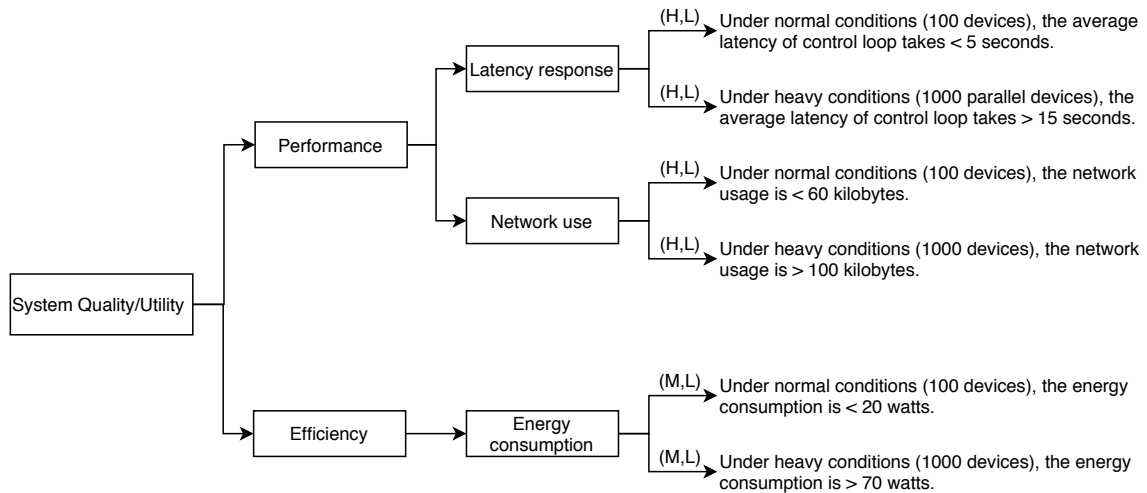 (H,L)
Under normal conditions (100 devices), the average
latency of control loop takes < 5 seconds.
Latency response
(H,L)
Under heavy conditions (1000 parallel devices), the
average latency of control loop takes > 15 seconds.
Performance
(H,L)
Under normal conditions (100 devices), the network
usage is < 60 kilobytes.
Network use
(H,L)
Under heavy conditions (1000 devices), the network
usage is > 100 kilobytes.
System Quality/Utility
(M,L)
Under normal conditions (100 devices), the energy
consumption is < 20 watts.
Efficiency
Energy
consumption
(M,L)
Under heavy conditions (1000 devices), the energy
consumption is > 70 watts.